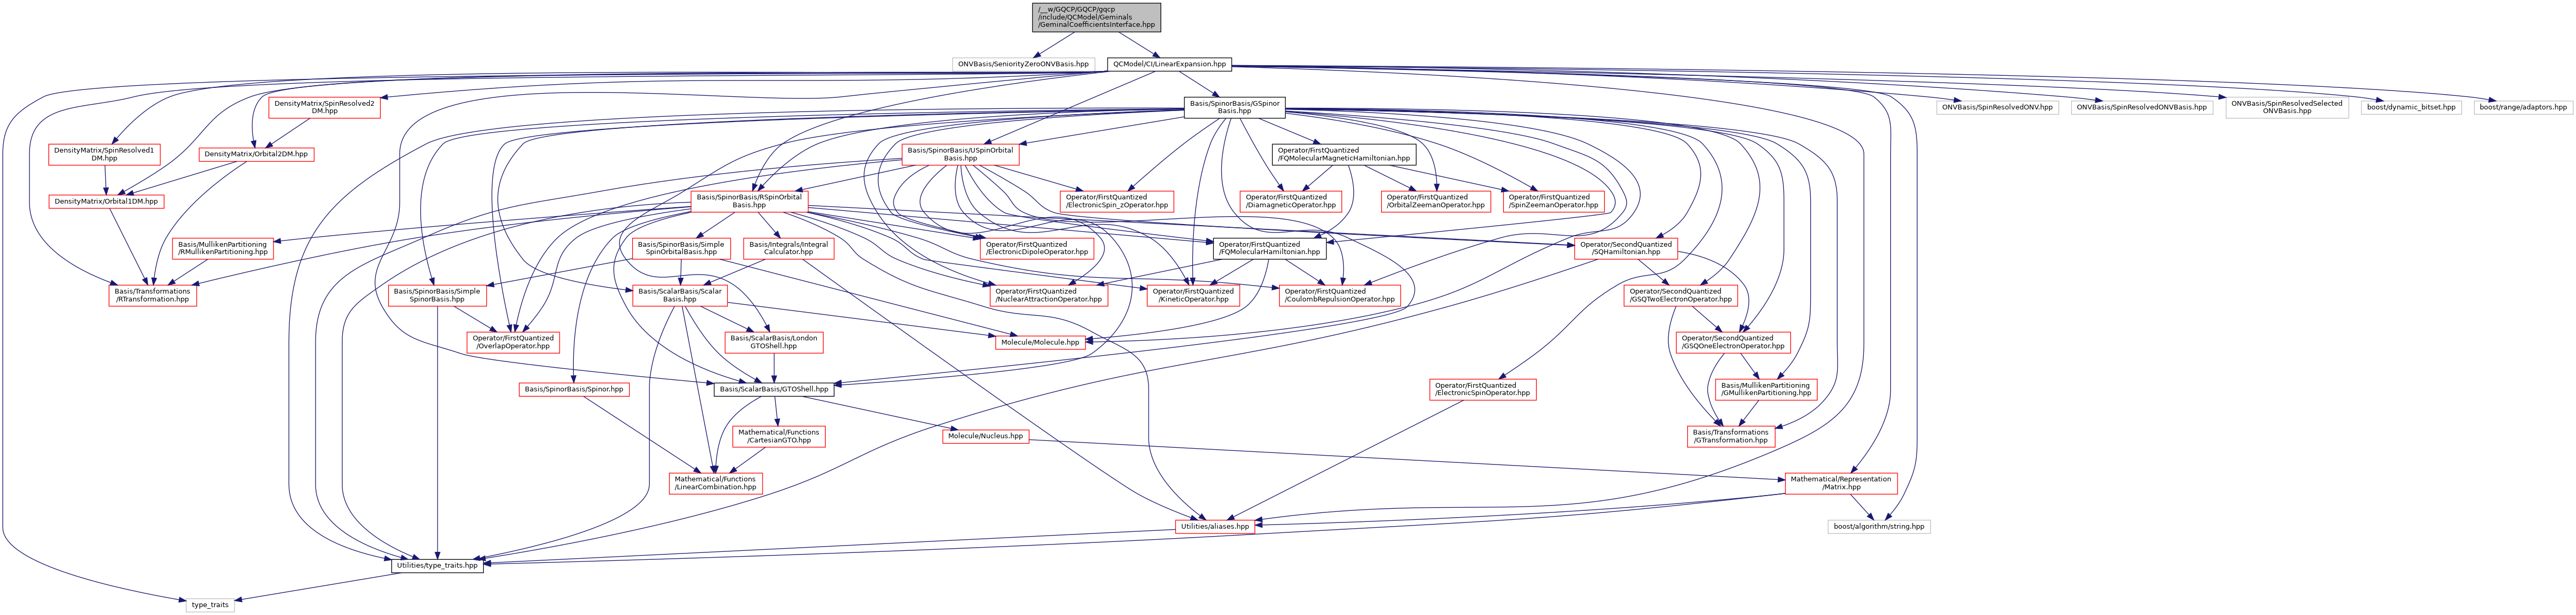 /__w/GQCP/GQCP/gqcp
/include/QCModel/Geminals
/GeminalCoefficientsInterface.hpp
ONVBasis/SeniorityZeroONVBasis.hpp
QCModel/CI/LinearExpansion.hpp
DensityMatrix/SpinResolved2
DM.hpp
Basis/SpinorBasis/GSpinor
Basis.hpp
ONVBasis/SpinResolvedONV.hpp
ONVBasis/SpinResolvedONVBasis.hpp
ONVBasis/SpinResolvedSelected
ONVBasis.hpp
boost/dynamic_bitset.hpp
boost/range/adaptors.hpp
DensityMatrix/SpinResolved1
DM.hpp
DensityMatrix/Orbital2DM.hpp
Basis/SpinorBasis/USpinOrbital
Basis.hpp
Operator/FirstQuantized
/FQMolecularMagneticHamiltonian.hpp
DensityMatrix/Orbital1DM.hpp
Basis/SpinorBasis/RSpinOrbital
Basis.hpp
Operator/FirstQuantized
/ElectronicSpin_zOperator.hpp
Operator/FirstQuantized
/DiamagneticOperator.hpp
Operator/FirstQuantized
/OrbitalZeemanOperator.hpp
Operator/FirstQuantized
/SpinZeemanOperator.hpp
Basis/MullikenPartitioning
/RMullikenPartitioning.hpp
Basis/SpinorBasis/Simple
SpinOrbitalBasis.hpp
Basis/Integrals/Integral
Calculator.hpp
Operator/FirstQuantized
/ElectronicDipoleOperator.hpp
Operator/FirstQuantized
/FQMolecularHamiltonian.hpp
Operator/SecondQuantized
/SQHamiltonian.hpp
Basis/Transformations
/RTransformation.hpp
Basis/SpinorBasis/Simple
SpinorBasis.hpp
Basis/ScalarBasis/Scalar
Basis.hpp
Operator/FirstQuantized
/NuclearAttractionOperator.hpp
Operator/FirstQuantized
/KineticOperator.hpp
Operator/FirstQuantized
/CoulombRepulsionOperator.hpp
Operator/SecondQuantized
/GSQTwoElectronOperator.hpp
Operator/FirstQuantized
/OverlapOperator.hpp
Basis/ScalarBasis/London
GTOShell.hpp
Molecule/Molecule.hpp
Operator/SecondQuantized
/GSQOneElectronOperator.hpp
Basis/SpinorBasis/Spinor.hpp
Basis/ScalarBasis/GTOShell.hpp
Operator/FirstQuantized
/ElectronicSpinOperator.hpp
Basis/MullikenPartitioning
/GMullikenPartitioning.hpp
Mathematical/Functions
/CartesianGTO.hpp
Molecule/Nucleus.hpp
Basis/Transformations
/GTransformation.hpp
Mathematical/Functions
/LinearCombination.hpp
Mathematical/Representation
/Matrix.hpp
Utilities/aliases.hpp
boost/algorithm/string.hpp
Utilities/type_traits.hpp
type_traits